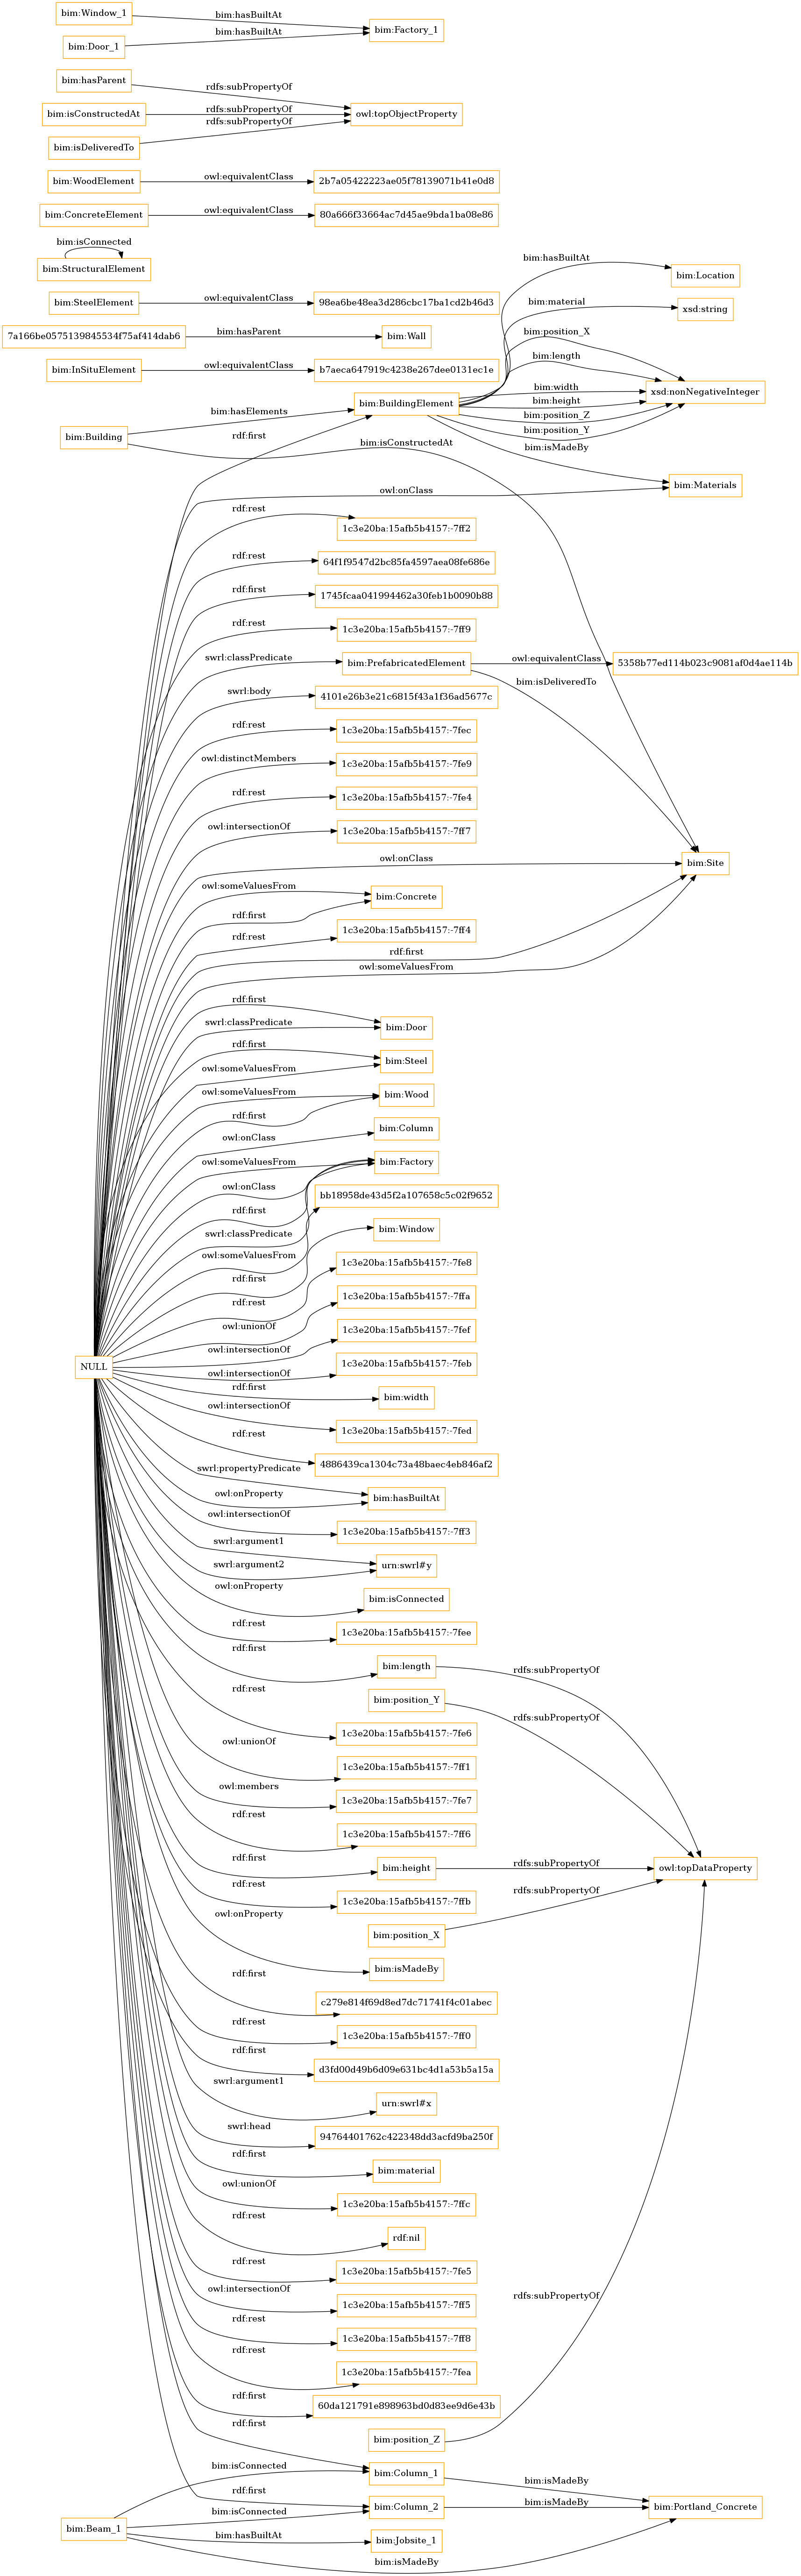 bim:Window_1
bim:hasBuiltAt
bim:Factory_1
bim:hasBuiltAt
bim:Door_1
bim:hasParent
rdfs:subPropertyOf
bim:isConstructedAt
rdfs:subPropertyOf
owl:topObjectProperty
rdfs:subPropertyOf
bim:isDeliveredTo
bim:WoodElement
owl:equivalentClass
2b7a05422223ae05f78139071b41e0d8
bim:ConcreteElement
owl:equivalentClass
80a666f33664ac7d45ae9bda1ba08e86
bim:isConnected
bim:StructuralElement
bim:hasBuiltAt
bim:Location
bim:SteelElement
owl:equivalentClass
98ea6be48ea3d286cbc17ba1cd2b46d3
bim:material
xsd:string
7a166be0575139845534f75af414dab6
bim:hasParent
bim:Wall
bim:position_X
bim:length
bim:InSituElement
owl:equivalentClass
b7aeca647919c4238e267dee0131ec1e
bim:width
xsd:nonNegativeInteger
bim:BuildingElement
bim:height
bim:hasElements
bim:position_Z
bim:position_Y
bim:Building
rdf:first
bim:isConstructedAt
bim:isMadeBy
bim:Materials
owl:onClass
rdf:rest
1c3e20ba:15afb5b4157:-7ff2
rdf:rest
64f1f9547d2bc85fa4597aea08fe686e
rdf:first
1745fcaa041994462a30feb1b0090b88
rdf:rest
1c3e20ba:15afb5b4157:-7ff9
swrl:classPredicate
bim:PrefabricatedElement
owl:equivalentClass
5358b77ed114b023c9081af0d4ae114b
bim:isDeliveredTo
swrl:body
4101e26b3e21c6815f43a1f36ad5677c
rdf:rest
1c3e20ba:15afb5b4157:-7fec
owl:distinctMembers
1c3e20ba:15afb5b4157:-7fe9
rdf:rest
1c3e20ba:15afb5b4157:-7fe4
owl:intersectionOf
1c3e20ba:15afb5b4157:-7ff7
owl:onClass
bim:Site
owl:someValuesFrom
bim:Concrete
rdf:first
rdf:rest
1c3e20ba:15afb5b4157:-7ff4
rdf:first
owl:someValuesFrom
rdf:first
swrl:classPredicate
bim:Door
rdf:first
bim:Steel
owl:someValuesFrom
owl:someValuesFrom
bim:Wood
rdf:first
bim:Column
owl:onClass
owl:someValuesFrom
bim:Factory
owl:onClass
bb18958de43d5f2a107658c5c02f9652
rdf:first
bim:Window
swrl:classPredicate
owl:someValuesFrom
1c3e20ba:15afb5b4157:-7fe8
rdf:first
rdf:rest
1c3e20ba:15afb5b4157:-7ffa
owl:unionOf
1c3e20ba:15afb5b4157:-7fef
owl:intersectionOf
NULL
1c3e20ba:15afb5b4157:-7feb
owl:intersectionOf
rdf:first
bim:width
owl:intersectionOf
1c3e20ba:15afb5b4157:-7fed
rdf:rest
4886439ca1304c73a48baec4eb846af2
swrl:propertyPredicate
bim:hasBuiltAt
owl:onProperty
owl:intersectionOf
1c3e20ba:15afb5b4157:-7ff3
swrl:argument1
urn:swrl#y
swrl:argument2
owl:onProperty
bim:isConnected
rdf:rest
1c3e20ba:15afb5b4157:-7fee
rdf:first
bim:length
rdfs:subPropertyOf
rdf:rest
bim:position_Y
rdfs:subPropertyOf
1c3e20ba:15afb5b4157:-7fe6
owl:unionOf
1c3e20ba:15afb5b4157:-7ff1
owl:members
1c3e20ba:15afb5b4157:-7fe7
rdf:rest
1c3e20ba:15afb5b4157:-7ff6
rdf:first
bim:height
rdfs:subPropertyOf
owl:topDataProperty
rdf:rest
1c3e20ba:15afb5b4157:-7ffb
rdfs:subPropertyOf
owl:onProperty
bim:position_X
bim:isMadeBy
rdf:first
c279e814f69d8ed7dc71741f4c01abec
rdf:rest
1c3e20ba:15afb5b4157:-7ff0
rdf:first
d3fd00d49b6d09e631bc4d1a53b5a15a
swrl:argument1
urn:swrl#x
swrl:head
94764401762c422348dd3acfd9ba250f
rdf:first
bim:material
owl:unionOf
1c3e20ba:15afb5b4157:-7ffc
rdf:rest
rdf:nil
rdf:rest
1c3e20ba:15afb5b4157:-7fe5
owl:intersectionOf
1c3e20ba:15afb5b4157:-7ff5
rdfs:subPropertyOf
rdf:rest
1c3e20ba:15afb5b4157:-7ff8
rdf:rest
1c3e20ba:15afb5b4157:-7fea
rdf:first
60da121791e898963bd0d83ee9d6e43b
rdf:first
bim:position_Z
bim:isConnected
bim:Column_1
bim:isMadeBy
rdf:first
bim:isConnected
bim:Column_2
bim:isMadeBy
bim:Portland_Concrete
bim:Beam_1
bim:hasBuiltAt
bim:Jobsite_1
bim:isMadeBy